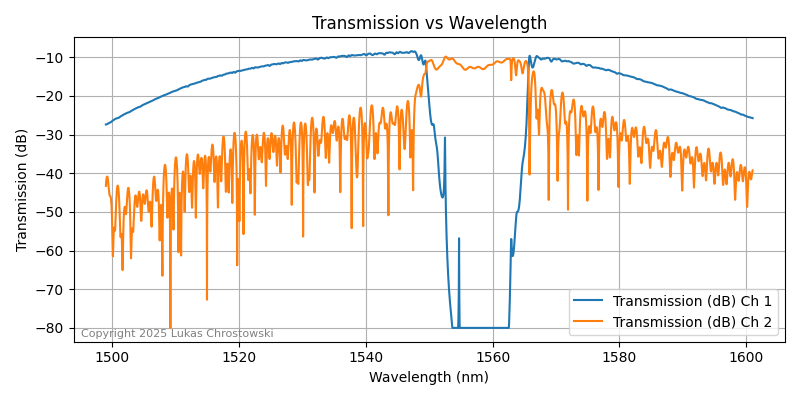 Transmission vs Wavelength
Transmission (dB)
−10
−20
−30
−40
−50
−60
−70
−80
Copyright 2025 Lukas Chrostowski
Transmission (dB) Ch 1
Transmission (dB) Ch 2
1500 1520 1540 1560 1580 1600
Wavelength (nm)